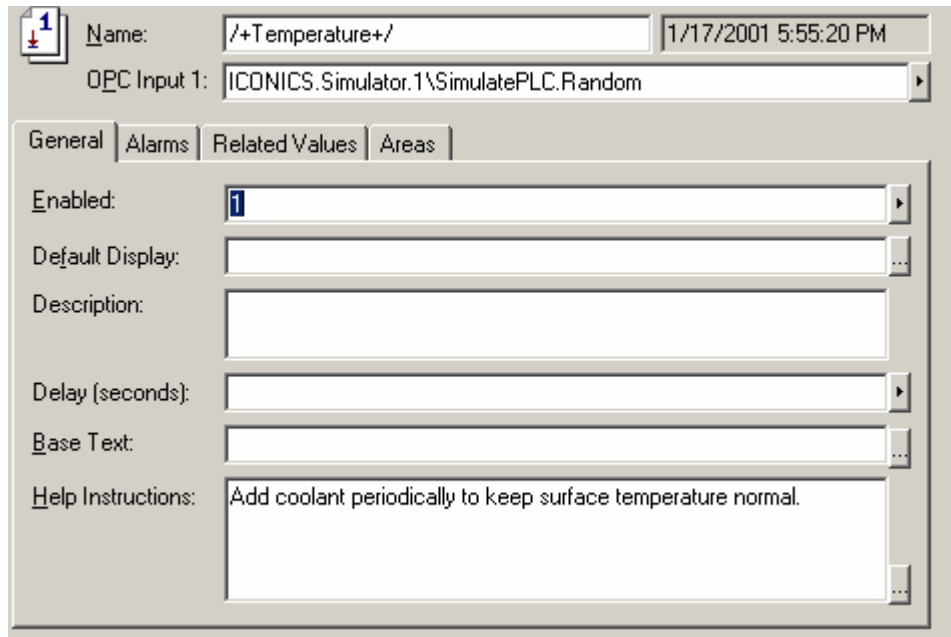 1
Name: /+Temperature+/ 1/17/2001 5:55:20 PM
OPC Input 1: ICONICS.Simulator.1\SimulatePLC.Random
General Alarms Related Values Areas
Enabled: 1
Default Display: ...
Description:
Delay (seconds):
Base Text: ...
Help Instructions: Add coolant periodically to keep surface temperature normal.
...